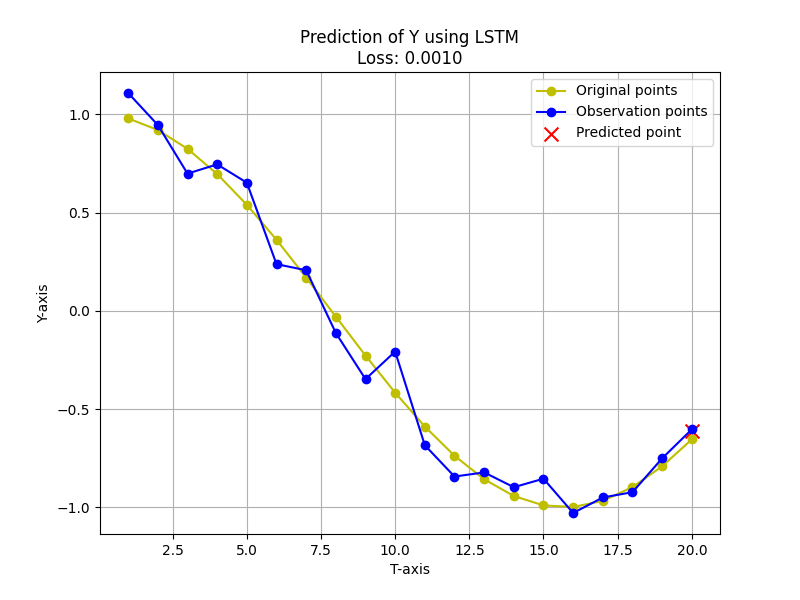 Prediction of Y using LSTM
Loss: 0.0010
Original points
Observation points
Predicted point
Y-axis
1.0
0.5
0.0
−0.5
−1.0
2.5 5.0 7.5 10.0 12.5 15.0 17.5 20.0
T-axis